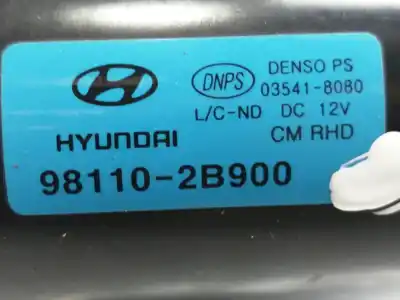 DNPS
DENSO PS
03541-8080
L/C-ND DC 12V
HYUNDAI
CM RHD
98110-2B900